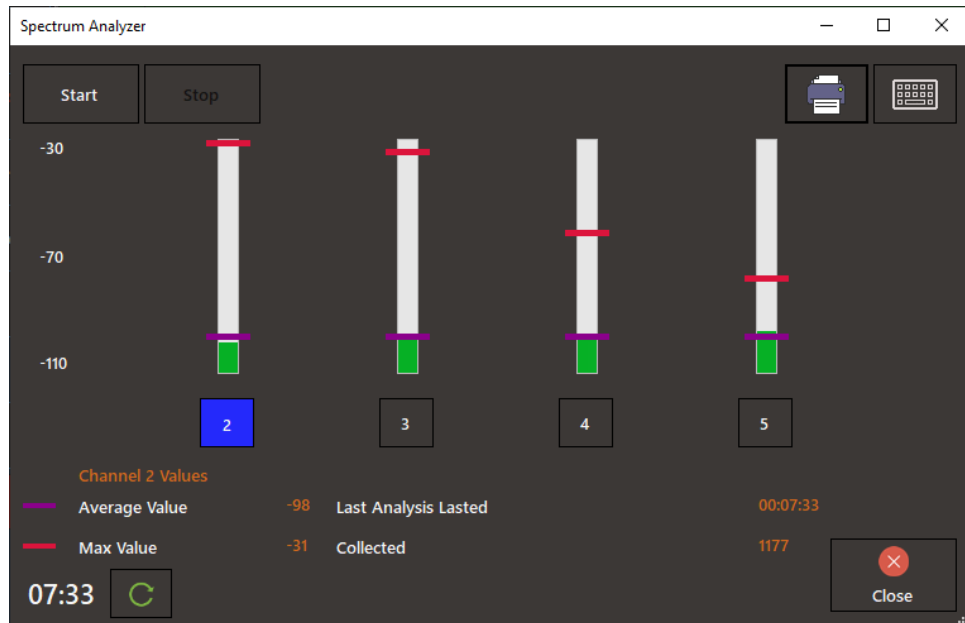 Spectrum Analyzer
Start Stop
-30
-70
-110
2 3 4 5
Channel 2 Values
Average Value -98 Last Analysis Lasted 00:07:33
Max Value -31 Collected 1177
07:33
Close